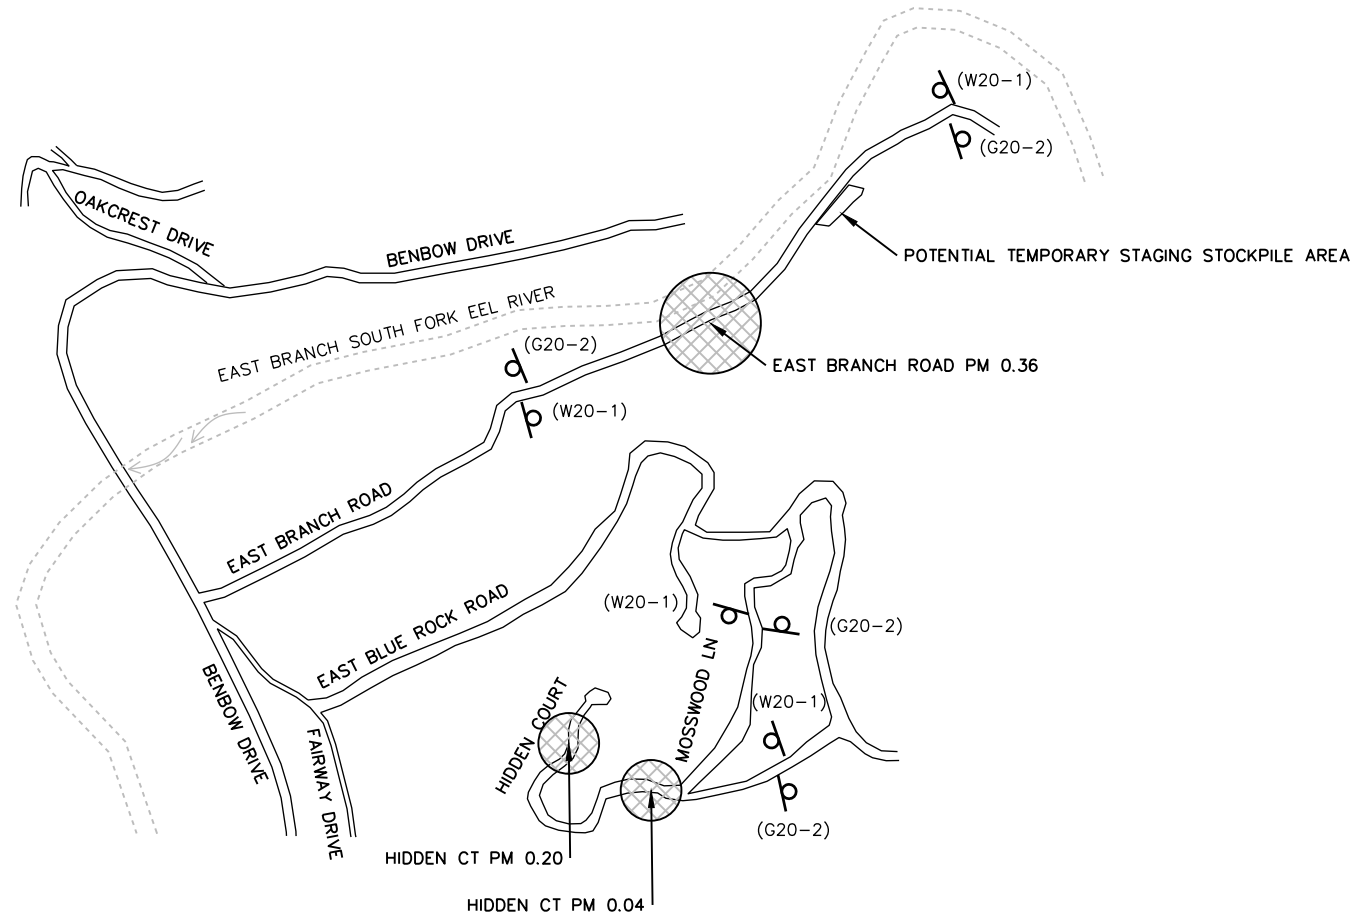 (W20-1)
(G20-2)
OAKCREST DRIVE
BENBOW DRIVE
POTENTIAL TEMPORARY STAGING STOCKPILE AREA
EAST BRANCH SOUTH FORK EEL RIVER
(G20-2)
EAST BRANCH ROAD PM 0.36
(W20-1)
EAST BRANCH ROAD
EAST BLUE ROCK ROAD
(W20-1)
(G20-2)
MOSSWOOD LN
BENBOW DRIVE
HIDDEN COURT
(W20-1)
FAIRWAY DRIVE
(G20-2)
HIDDEN CT PM 0.20
HIDDEN CT PM 0.04